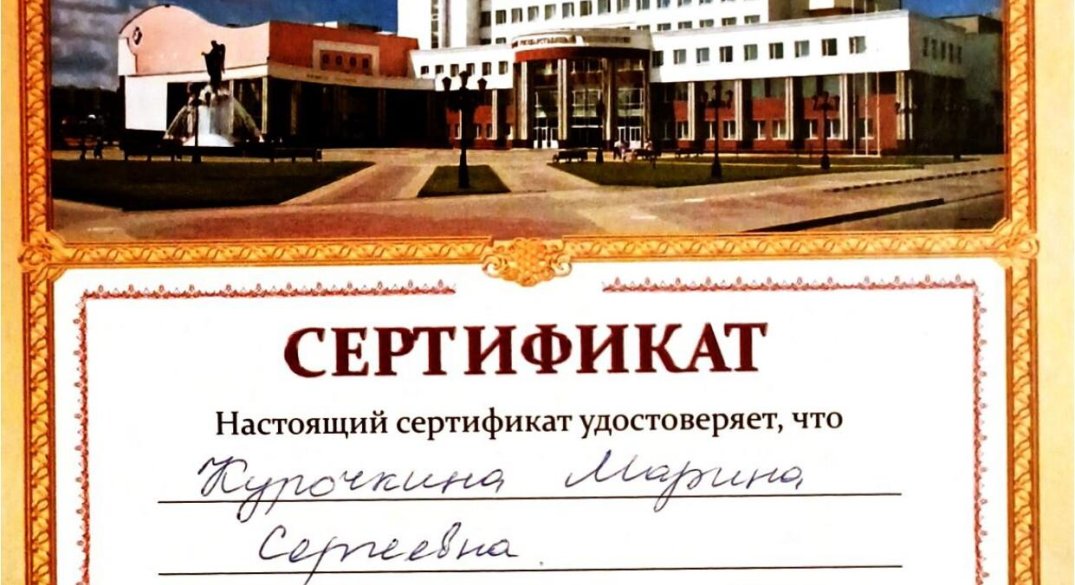 СЕРТИФИКАТ
Настоящий сертификат удостоверяет, что
Курочкина Марина
Сергеевна